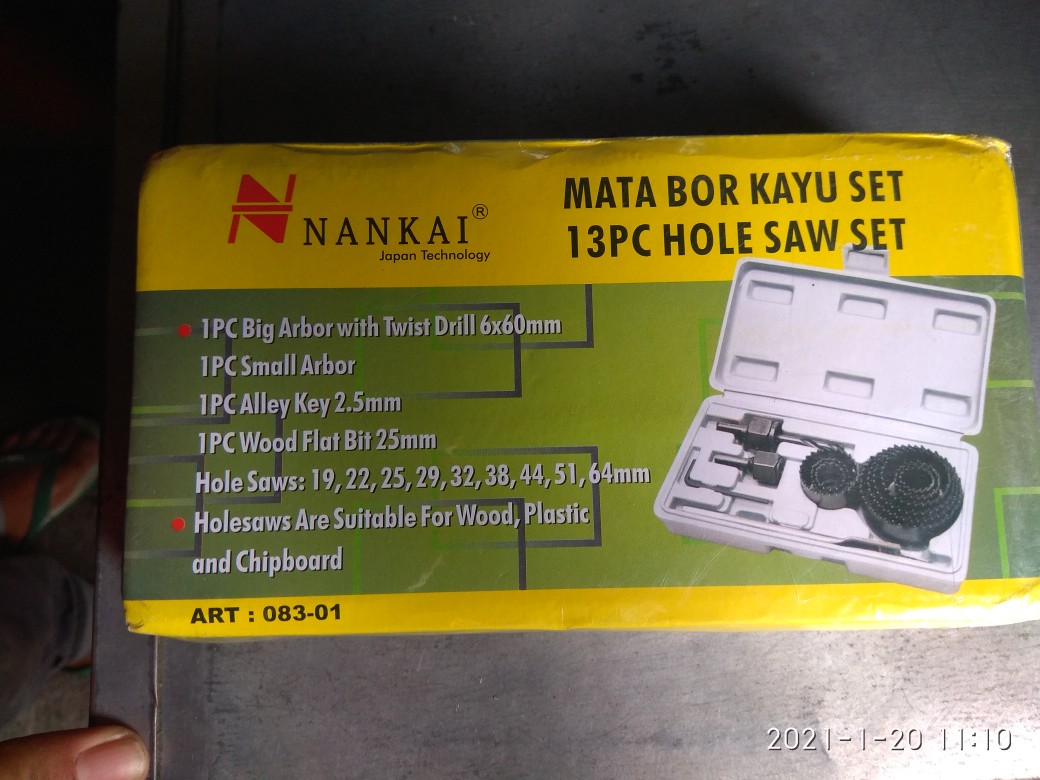 NANKAI®
Japan Technology
MATA BOR KAYU SET
13PC HOLE SAW SET
1PC Big Arbor with Twist Drill 6x60mm
1PC Small Arbor
1PC Alley Key 2.5mm
1PC Wood Flat Bit 25mm
Hole Saws: 19, 22, 25, 29, 32, 38, 44, 51, 64mm
Holesaws Are Suitable For Wood, Plastic
and Chipboard
ART : 083-01
2021-1-20 11:10